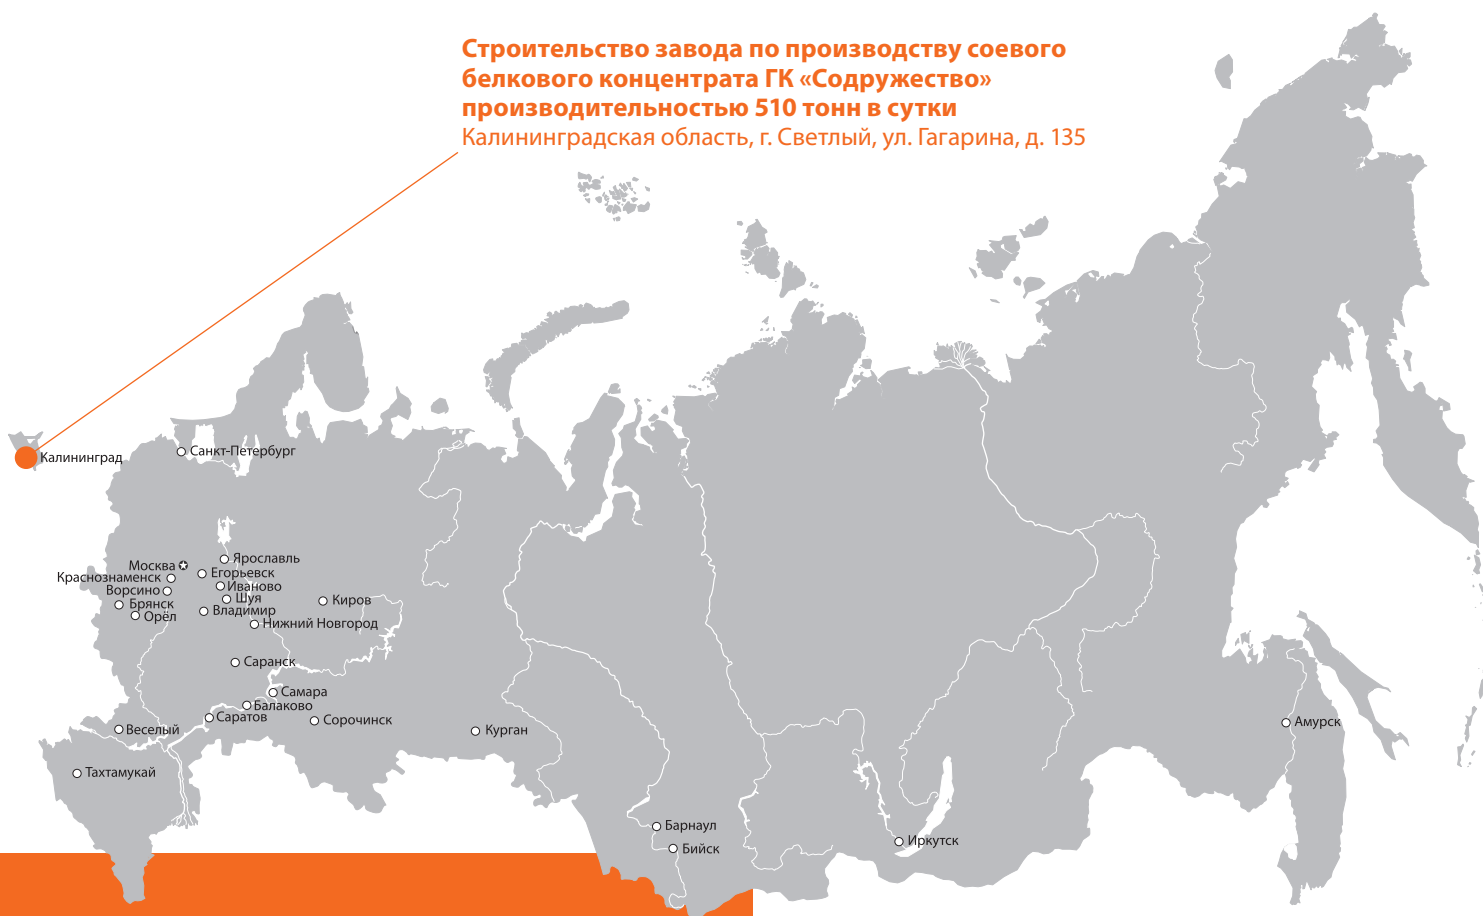 Строительство завода по производству соевого
белкового концентрата ГК «Содружество»
производительностью 510 тонн в сутки
Калининградская область, г. Светлый, ул. Гагарина, д. 135
Калининград
Санкт-Петербург
Москва
Ярославль
Краснознаменск
Егорьевск
Ворсино
Иваново
Брянск
Шуя
Киров
Орёл
Владимир
Нижний Новгород
Саранск
Самара
Балаково
Саратов
Сорочинск
Веселый
Курган
Амурск
Тахтамукай
Барнаул
Бийск
Иркутск